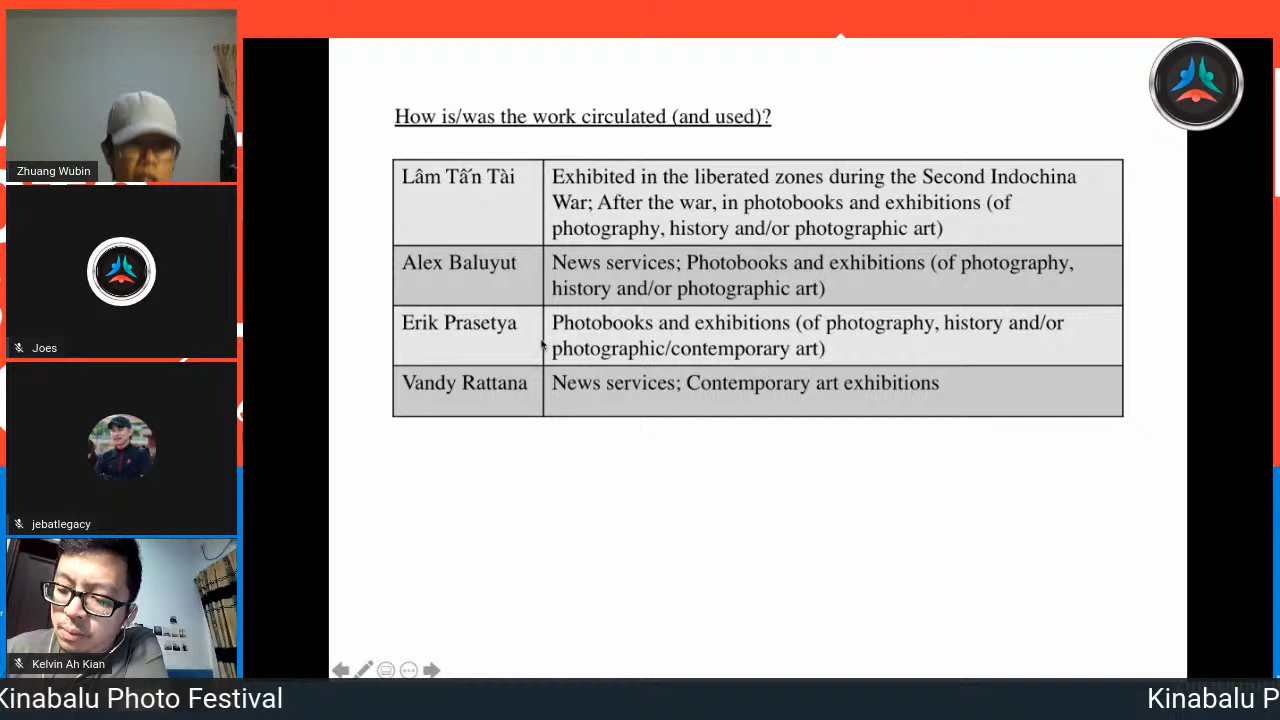 Zhuang Wubin
Joes
jebatlegacy
Kelvin Ah Kian
How is/was the work circulated (and used)?
Lâm Tấn Tài
Exhibited in the liberated zones during the Second Indochina
War; After the war, in photobooks and exhibitions (of
photography, history and/or photographic art)
Alex Baluyut
News services; Photobooks and exhibitions (of photography,
history and/or photographic art)
Erik Prasetya
Photobooks and exhibitions (of photography, history and/or
photographic/contemporary art)
Vandy Rattana
News services; Contemporary art exhibitions
Kinabalu Photo Festival
Kinabalu P